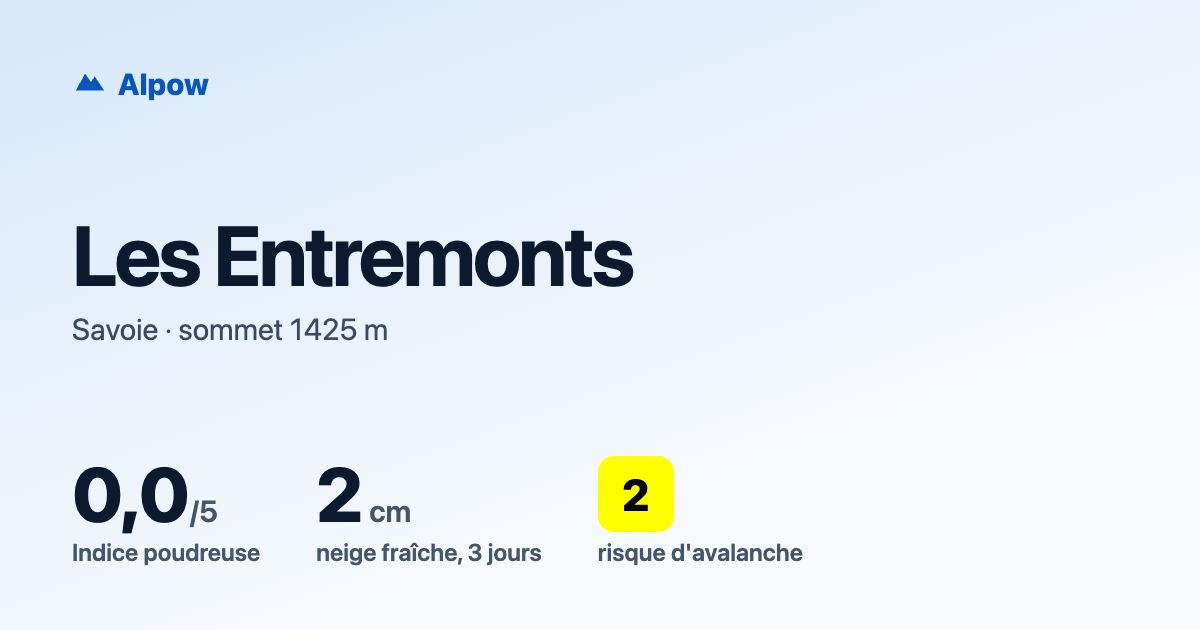 Alpow
Les Entremonts
Savoie · sommet 1425 m
0,0/5
Indice poudreuse
2 cm
neige fraîche, 3 jours
2
risque d'avalanche